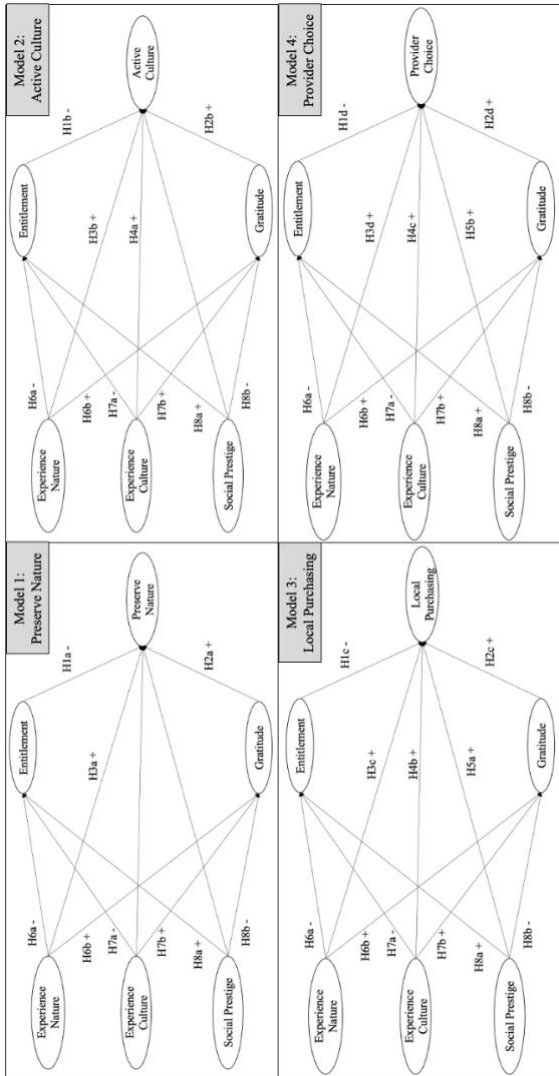 Model 1:
Preserve Nature
Experience
Nature
Experience
Culture
Social Prestige
Entitlement
Gratitude
Preserve
Nature
H6a -
H6b +
H7a -
H7b +
H8a +
H8b -
H3a +
H1a -
H2a +
Model 2:
Active Culture
Experience
Nature
Experience
Culture
Social Prestige
Entitlement
Gratitude
Active
Culture
H6a -
H6b +
H7a -
H7b +
H8a +
H8b -
H3b +
H4a +
H1b -
H2b +
Model 3:
Local Purchasing
Experience
Nature
Experience
Culture
Social Prestige
Entitlement
Gratitude
Local
Purchasing
H6a -
H6b +
H7a -
H7b +
H8a +
H8b -
H3c +
H4b +
H5a +
H1c -
H2c +
Model 4:
Provider Choice
Experience
Nature
Experience
Culture
Social Prestige
Entitlement
Gratitude
Provider
Choice
H6a -
H6b +
H7a -
H7b +
H8a +
H8b -
H3d +
H4c +
H5b +
H1d -
H2d +